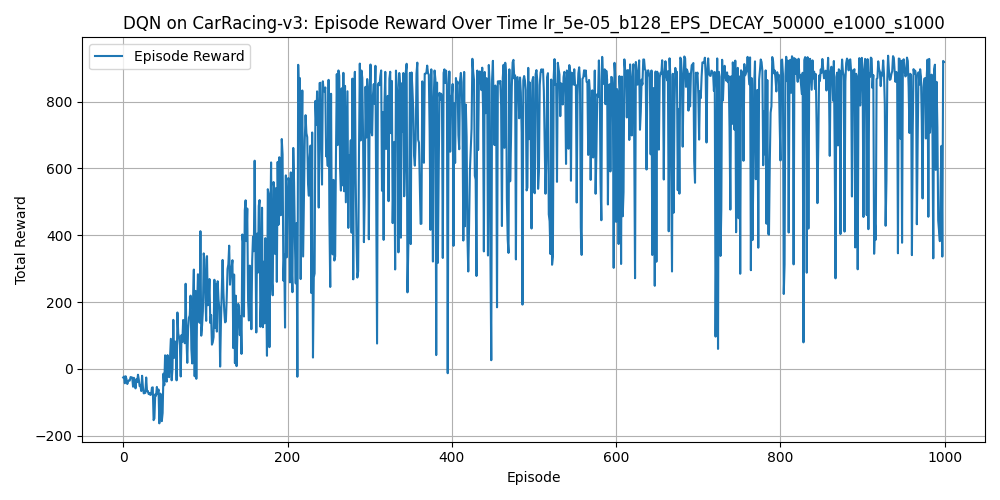 DQN on CarRacing-v3: Episode Reward Over Time lr_5e-05_b128_EPS_DECAY_50000_e1000_s1000
Episode Reward
Total Reward
800
600
400
200
0
−200
0 200 400 600 800 1000
Episode